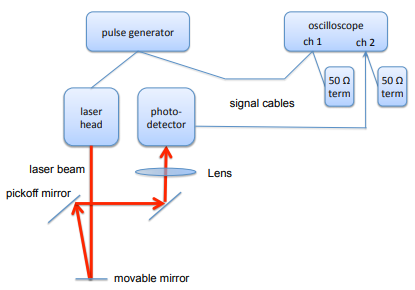 pulse generator
oscilloscope
ch 1
ch 2
50 Ω
term
50 Ω
term
signal cables
laser
head
photo-
detector
laser beam
Lens
pickoff mirror
movable mirror